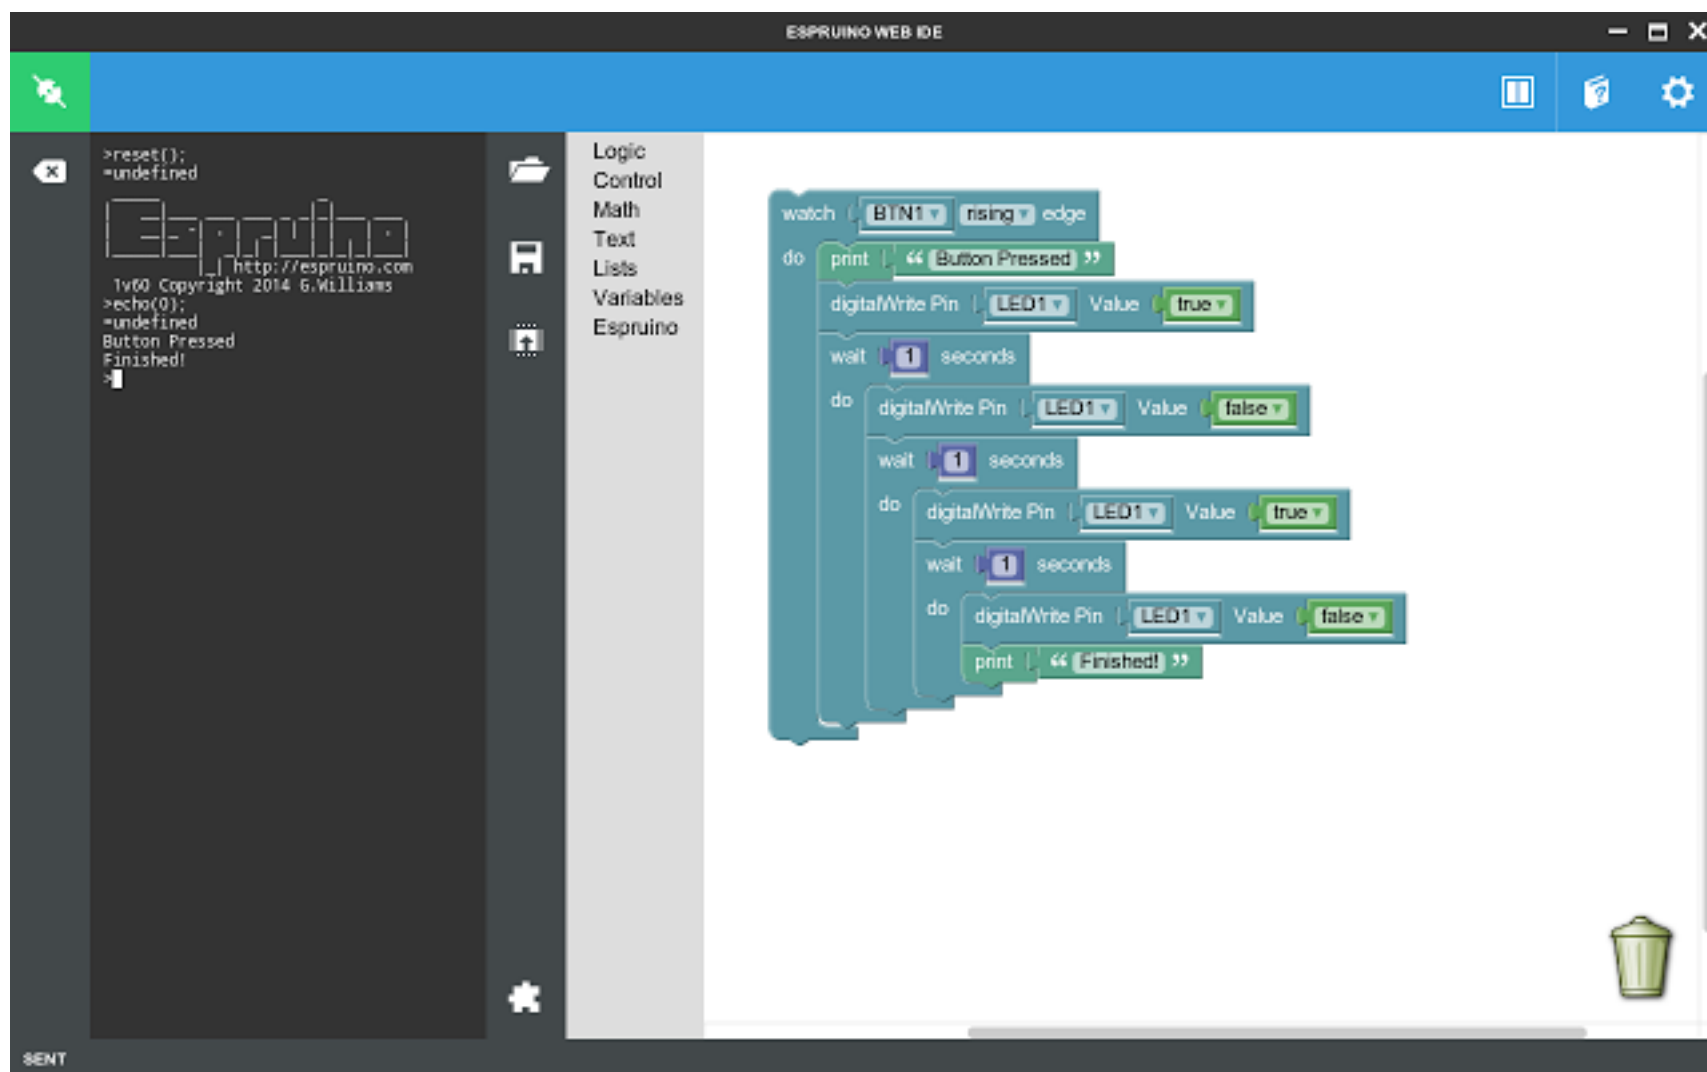 ESPRUINO WEB IDE
>reset();
=undefined
Espruino
http://espruino.com
1v60 Copyright 2014 G.Williams
>echo(0);
=undefined
Button Pressed
Finished!
>
Logic
Control
Math
Text
Lists
Variables
Espruino
watch BTN1 rising edge
do print “ Button Pressed ”
digitalWrite Pin LED1 Value true
wait 1 seconds
do digitalWrite Pin LED1 Value false
wait 1 seconds
do digitalWrite Pin LED1 Value true
wait 1 seconds
do digitalWrite Pin LED1 Value false
print “ Finished! ”
SENT